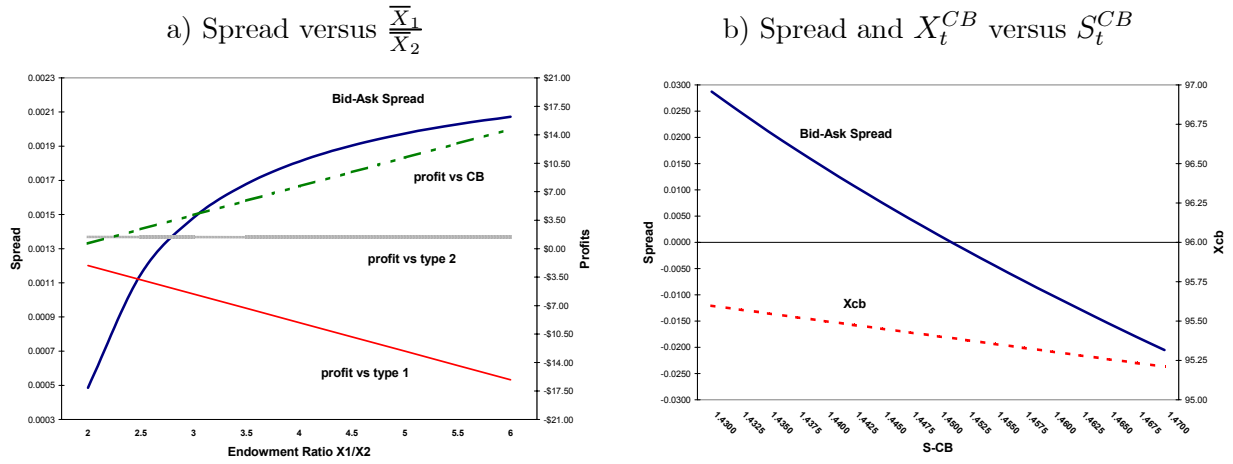 a) Spread versus X̅₁/X̅₂
0.0023
0.0021
0.0019
0.0017
0.0015
0.0013
0.0011
0.0009
0.0007
0.0005
0.0003
Spread
Bid-Ask Spread
profit vs CB
profit vs type 2
profit vs type 1
$21.00
$17.50
$14.00
$10.50
$7.00
$3.50
$0.00
-$3.50
-$7.00
-$10.50
-$14.00
-$17.50
-$21.00
Profits
2 2.5 3 3.5 4 4.5 5 5.5 6
Endowment Ratio X1/X2
b) Spread and X_t^{CB} versus S_t^{CB}
0.0300
0.0250
0.0200
0.0150
0.0100
0.0050
0.0000
-0.0050
-0.0100
-0.0150
-0.0200
-0.0250
-0.0300
Spread
Bid-Ask Spread
Xcb
97.00
96.75
96.50
96.25
96.00
95.75
95.50
95.25
95.00
Xcb
1.4300 1.4325 1.4350 1.4375 1.4400 1.4425 1.4450 1.4475 1.4500 1.4525 1.4550 1.4575 1.4600 1.4625 1.4650 1.4675 1.4700
S-CB